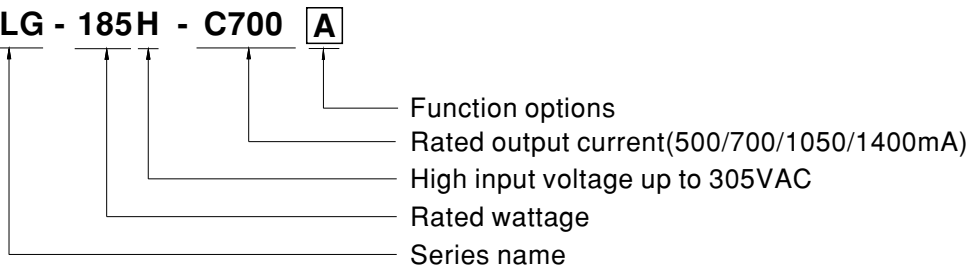 LG - 185H - C700 A
Function options
Rated output current(500/700/1050/1400mA)
High input voltage up to 305VAC
Rated wattage
Series name